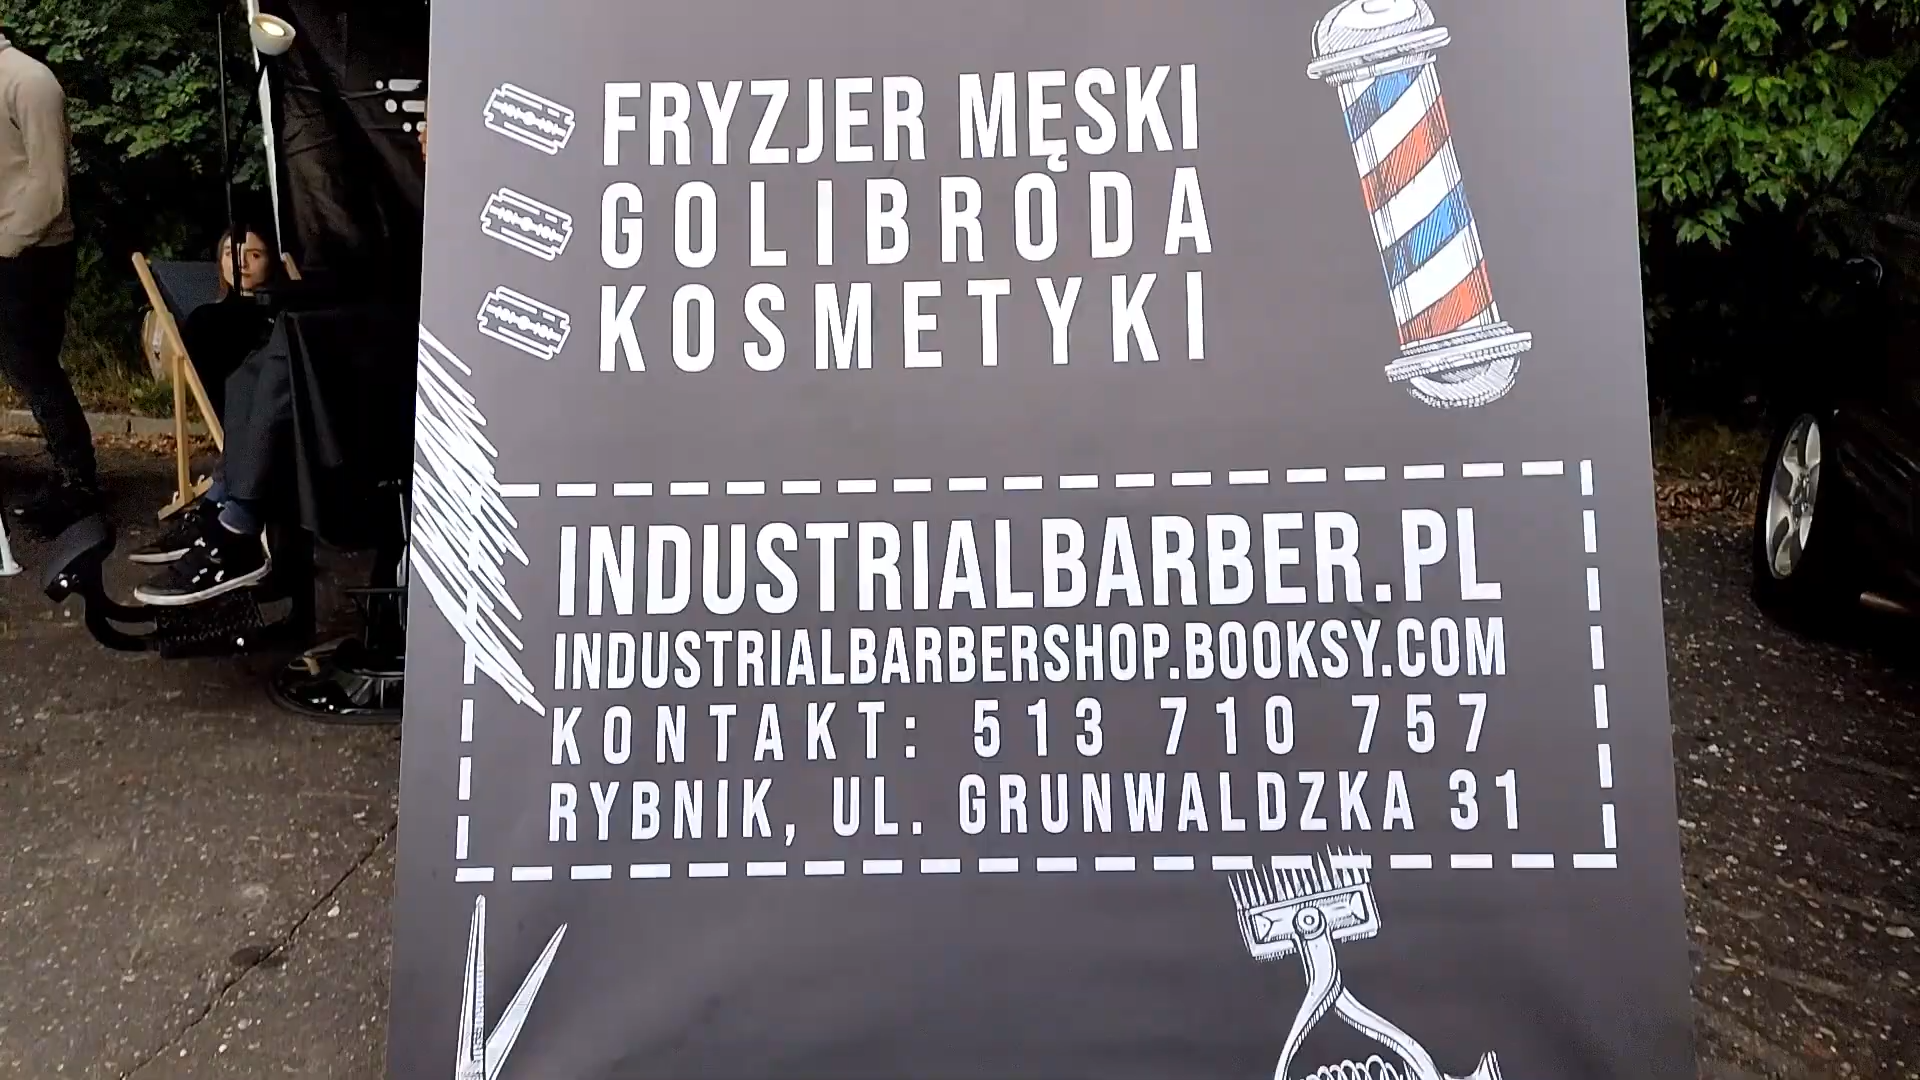 FRYZJER MĘSKI
GOLIBRODA
KOSMETYKI
INDUSTRIALBARBER.PL
INDUSTRIALBARBERSHOP.BOOKSY.COM
KONTAKT: 513 710 757
RYBNIK, UL. GRUNWALDZKA 31